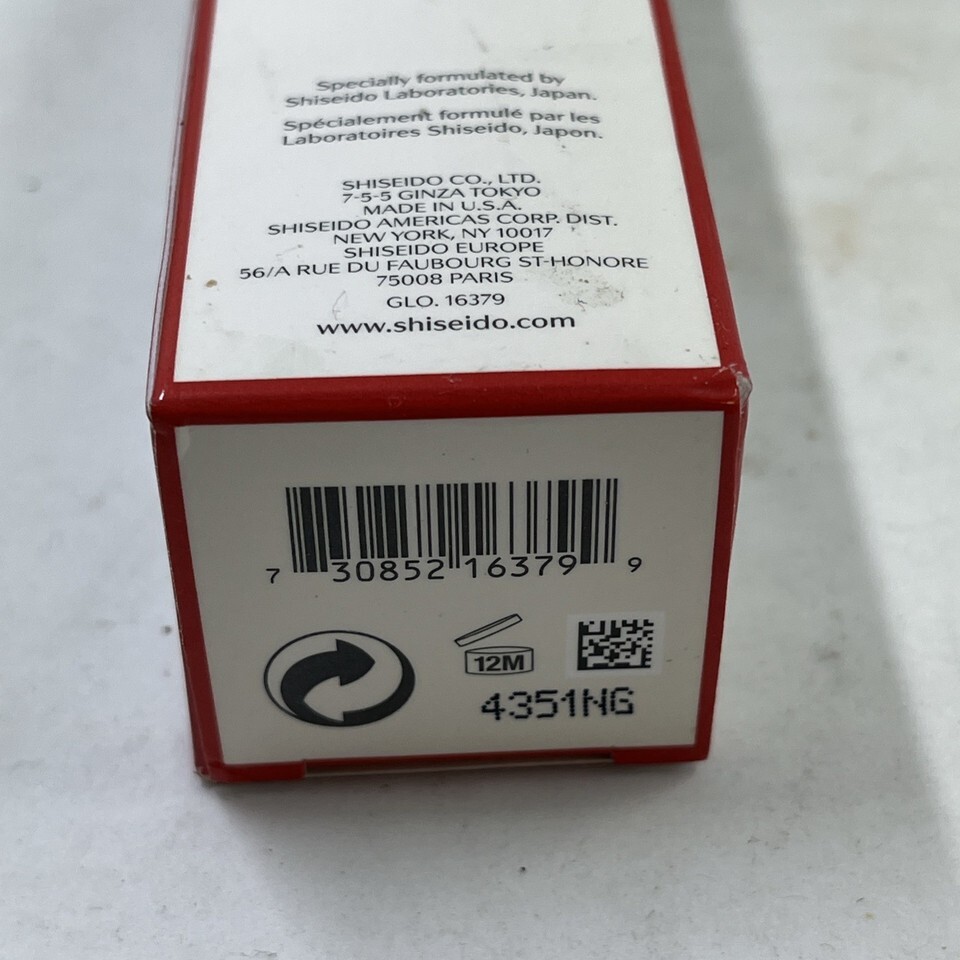 Specially formulated by
Shiseido Laboratories, Japan.
Spécialement formulé par les
Laboratoires Shiseido, Japon.
SHISEIDO CO., LTD.
7-5-5 GINZA TOKYO
MADE IN U.S.A.
SHISEIDO AMERICAS CORP. DIST.
NEW YORK, NY 10017
SHISEIDO EUROPE
56/A RUE DU FAUBOURG ST-HONORE
75008 PARIS
GLO. 16379
www.shiseido.com
7 30852 16379 9
12M
4351NG